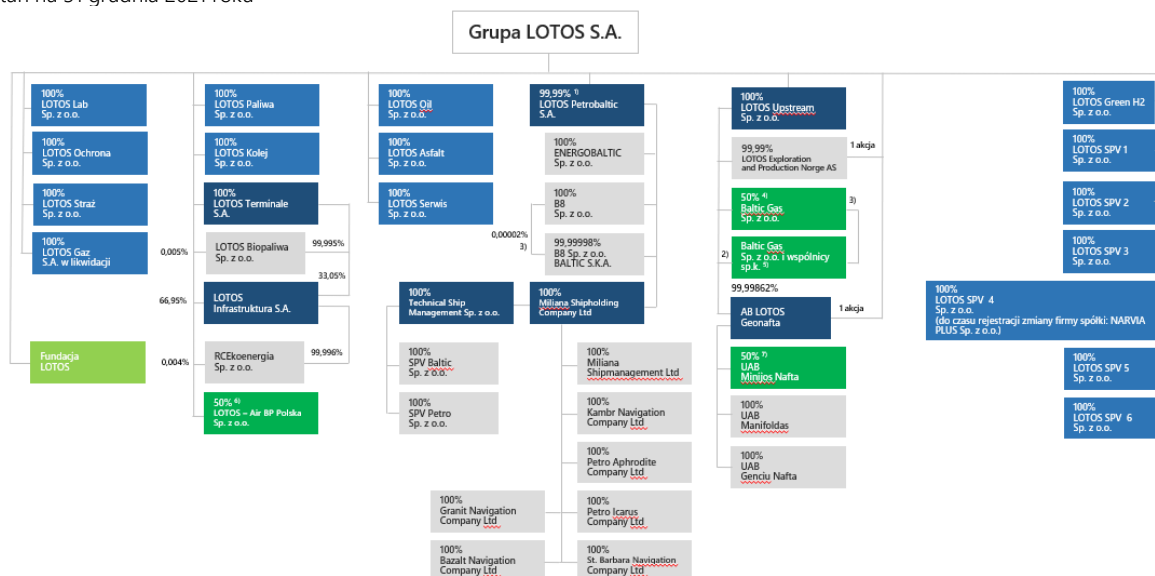 stan na 31 grudnia 2021 roku
Grupa LOTOS S.A.
100%
LOTOS Lab
Sp. z o.o.
100%
LOTOS Ochrona
Sp. z o.o.
100%
LOTOS Straż
Sp. z o.o.
100%
LOTOS Gaz
S.A. w likwidacji
Fundacja
LOTOS
100%
LOTOS Paliwa
Sp. z o.o.
100%
LOTOS Kolej
Sp. z o.o.
100%
LOTOS Terminale
S.A.
0,005%
LOTOS Biopaliwa
Sp. z o.o.
99,995%
33,05%
66,95%
LOTOS
Infrastruktura S.A.
0,004%
RCEkoenergia
Sp. z o.o.
99,996%
50% 6)
LOTOS – Air BP Polska
Sp. z o.o.
100%
LOTOS Oil
Sp. z o.o.
100%
LOTOS Asfalt
Sp. z o.o.
100%
LOTOS Serwis
Sp. z o.o.
99,99% 1)
LOTOS Petrobaltic
S.A.
100%
ENERGOBALTIC
Sp. z o.o.
100%
B8
Sp. z o.o.
0,00002%
3)
99,99998%
B8 Sp. z o.o.
BALTIC S.K.A.
100%
Technical Ship
Management Sp. z o.o.
100%
Miliana Shipholding
Company Ltd
100%
SPV Baltic
Sp. z o.o.
100%
SPV Petro
Sp. z o.o.
100%
Miliana
Shipmanagement Ltd
100%
Kambr Navigation
Company Ltd
100%
Petro Aphrodite
Company Ltd
100%
Granit Navigation
Company Ltd
100%
Petro Icarus
Company Ltd
100%
Bazalt Navigation
Company Ltd
100%
St. Barbara Navigation
Company Ltd
100%
LOTOS Upstream
Sp. z o.o.
99,99%
LOTOS Exploration
and Production Norge AS
1 akcja
50% 4)
Baltic Gas
Sp. z o.o.
3)
2)
Baltic Gas
Sp. z o.o. i wspólnicy
sp.k. 5)
99,99862%
AB LOTOS
Geonafta
1 akcja
50% 7)
UAB
Minijos Nafta
100%
UAB
Manifoldas
100%
UAB
Genciu Nafta
100%
LOTOS Green H2
Sp. z o.o.
100%
LOTOS SPV 1
Sp. z o.o.
100%
LOTOS SPV 2
Sp. z o.o.
100%
LOTOS SPV 3
Sp. z o.o.
100%
LOTOS SPV 4
Sp. z o.o.
(do czasu rejestracji zmiany firmy spółki: NARVIA
PLUS Sp. z o.o.)
100%
LOTOS SPV 5
Sp. z o.o.
100%
LOTOS SPV 6
Sp. z o.o.